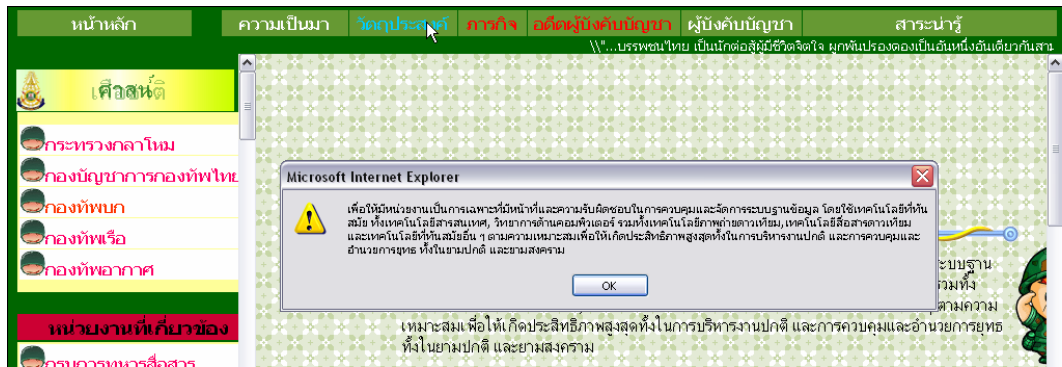 หน้าหลัก ความเป็นมา วัตถุประสงค์ ภารกิจ อดีตผู้บังคับบัญชา ผู้บังคับบัญชา สาระน่ารู้
\\"...บรรพชนไทย เป็นนักต่อสู้ผู้มีชีวิตจิตใจ ผูกพันปรองดองเป็นอันหนึ่งอันเดียวกันสาม
กระทรวงกลาโหม
กองบัญชาการกองทัพไทย
กองทัพบก
กองทัพเรือ
กองทัพอากาศ
หน่วยงานที่เกี่ยวข้อง
กรมการทหารสื่อสาร
Microsoft Internet Explorer
เพื่อให้มีหน่วยงานเป็นการเฉพาะที่มีหน้าที่และความรับผิดชอบในการควบคุมและจัดการระบบฐานข้อมูล โดยใช้เทคโนโลยีที่ทัน
สมัย ทั้งเทคโนโลยีสารสนเทศ, วิทยาการด้านคอมพิวเตอร์ รวมทั้งเทคโนโลยีภาพถ่ายดาวเทียม,เทคโนโลยีสื่อสารดาวเทียม
และเทคโนโลยีที่ทันสมัยอื่น ๆ ตามความเหมาะสมเพื่อให้เกิดประสิทธิภาพสูงสุดทั้งในการบริหารงานปกติ และการควบคุมและ
อำนวยการยุทธ ทั้งในยามปกติ และยามสงคราม
OK
ระบบฐาน
รวมทั้ง
ตามความ
เหมาะสมเพื่อให้เกิดประสิทธิภาพสูงสุดทั้งในการบริหารงานปกติ และการควบคุมและอำนวยการยุทธ
ทั้งในยามปกติ และยามสงคราม